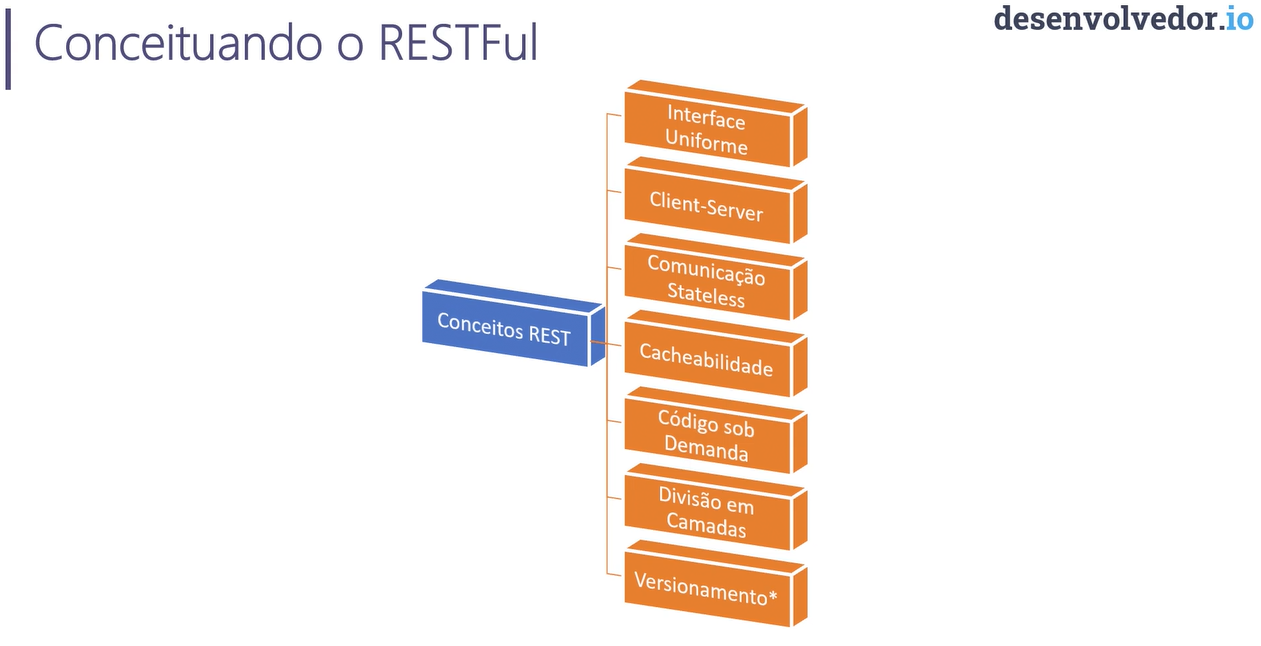 Conceituando o RESTFul
desenvolvedor.io
Interface
Uniforme
Client-Server
Comunicação
Stateless
Conceitos REST
Cacheabilidade
Código sob
Demanda
Divisão em
Camadas
Versionamento*